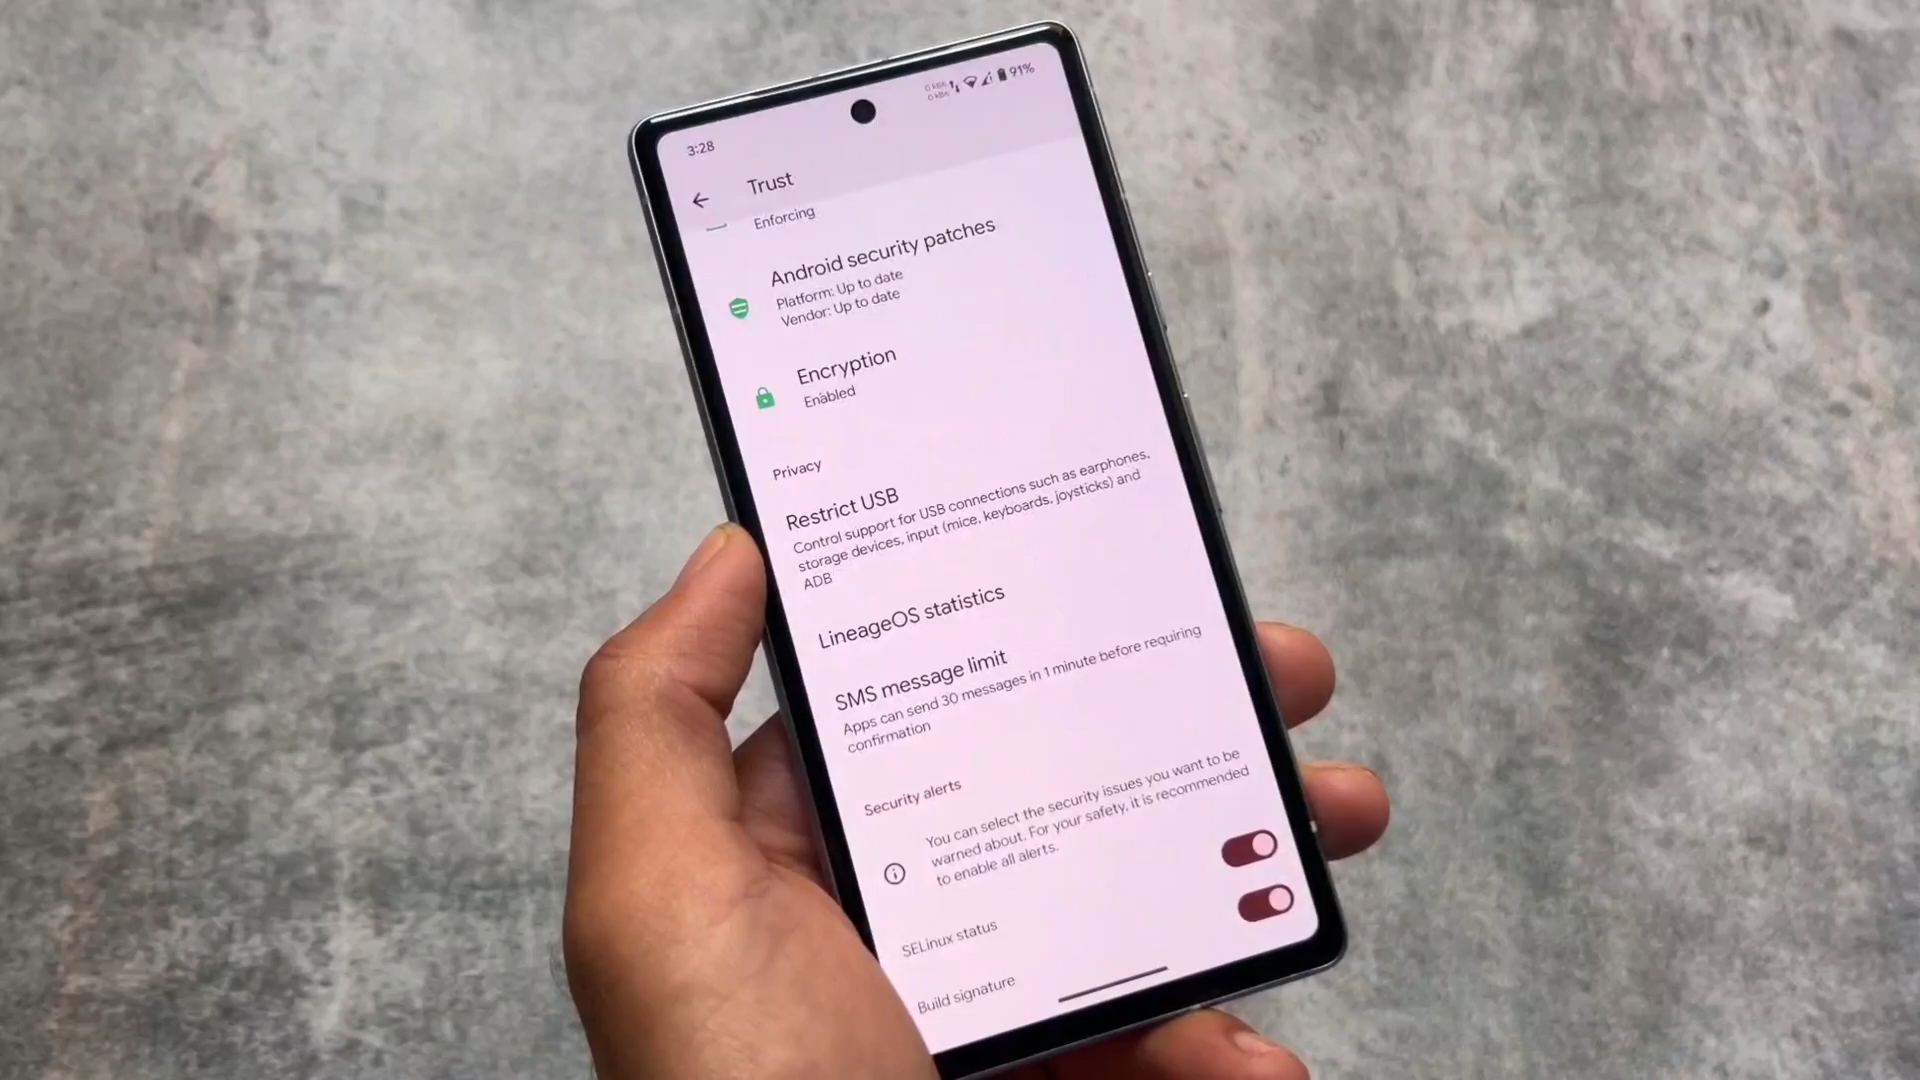 0 kB/s
0 kB/s
91%
3:28
Trust
Enforcing
Android security patches
Platform: Up to date
Vendor: Up to date
Encryption
Enabled
Privacy
Restrict USB
Control support for USB connections such as earphones,
storage devices, input (mice, keyboards, joysticks) and
ADB
LineageOS statistics
SMS message limit
Apps can send 30 messages in 1 minute before requiring
confirmation
Security alerts
You can select the security issues you want to be
warned about. For your safety, it is recommended
to enable all alerts.
SELinux status
Build signature